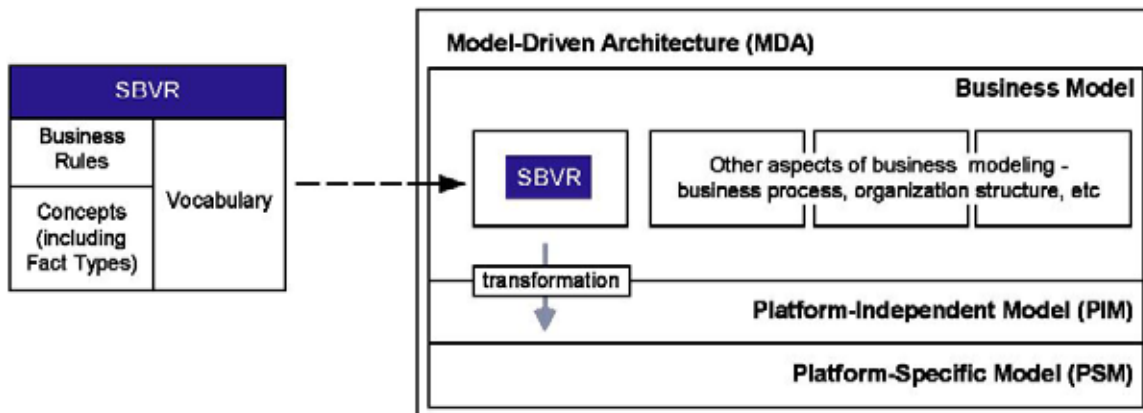 SBVR
Business
Rules
Concepts
(including
Fact Types)
Vocabulary
Model-Driven Architecture (MDA)
Business Model
SBVR
Other aspects of business modeling -
business process, organization structure, etc
transformation
Platform-Independent Model (PIM)
Platform-Specific Model (PSM)